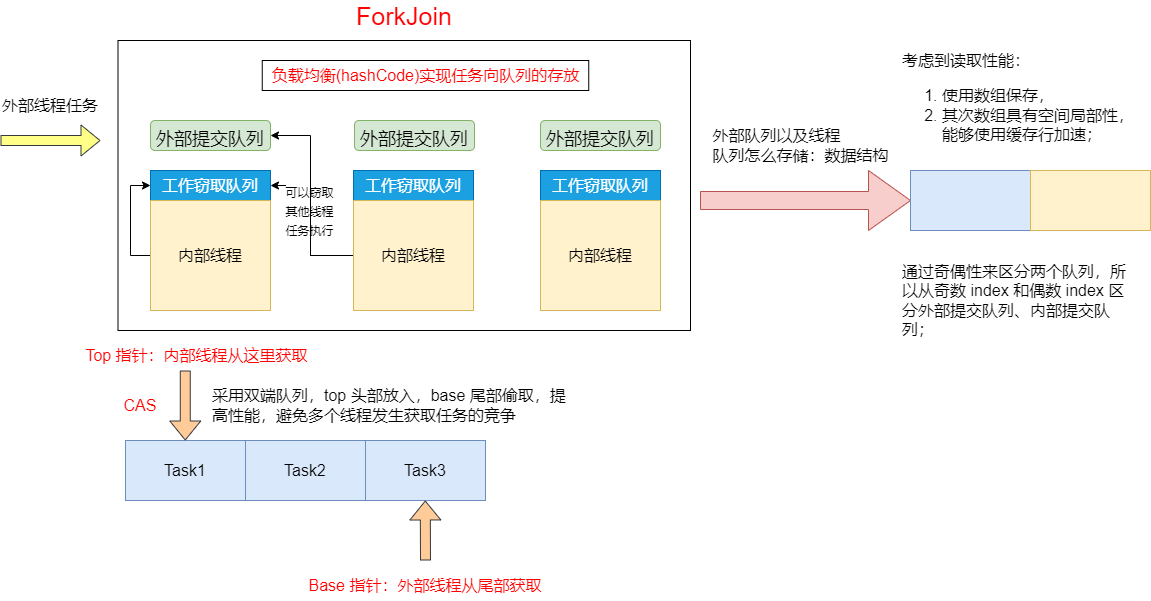 ForkJoin
负载均衡(hashCode)实现任务向队列的存放
外部线程任务
外部提交队列
外部提交队列
外部提交队列
工作窃取队列
工作窃取队列
工作窃取队列
可以窃取
其他线程
任务执行
内部线程
内部线程
内部线程
外部队列以及线程
队列怎么存储：数据结构
考虑到读取性能：
1. 使用数组保存，
2. 其次数组具有空间局部性，
能够使用缓存行加速；
通过奇偶性来区分两个队列，所
以从奇数 index 和偶数 index 区
分外部提交队列、内部提交队
列；
Top 指针：内部线程从这里获取
CAS
采用双端队列，top 头部放入，base 尾部偷取，提
高性能，避免多个线程发生获取任务的竞争
Task1
Task2
Task3
Base 指针：外部线程从尾部获取